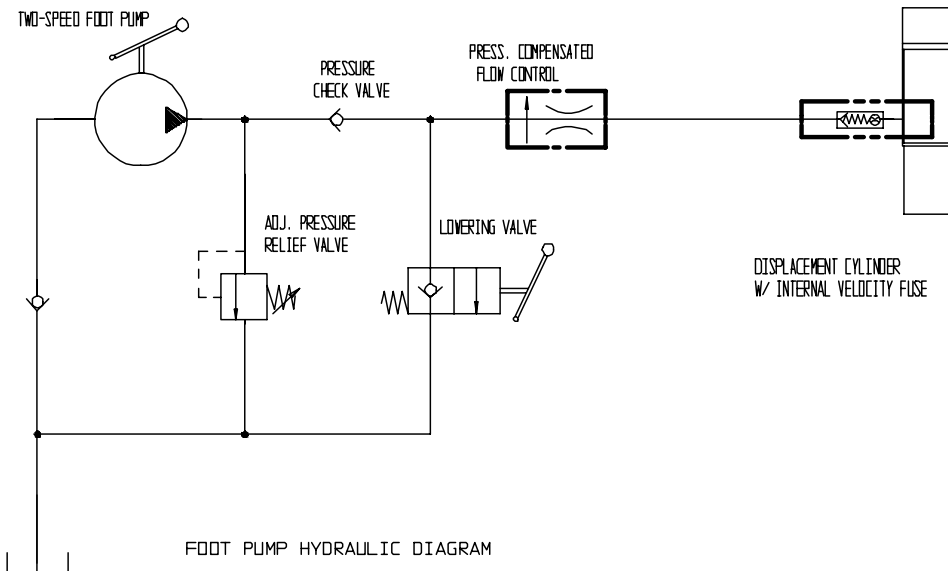 TWO-SPEED FOOT PUMP
PRESSURE
CHECK VALVE
PRESS. COMPENSATED
FLOW CONTROL
ADJ. PRESSURE
RELIEF VALVE
LOWERING VALVE
DISPLACEMENT CYLINDER
W/ INTERNAL VELOCITY FUSE
FOOT PUMP HYDRAULIC DIAGRAM